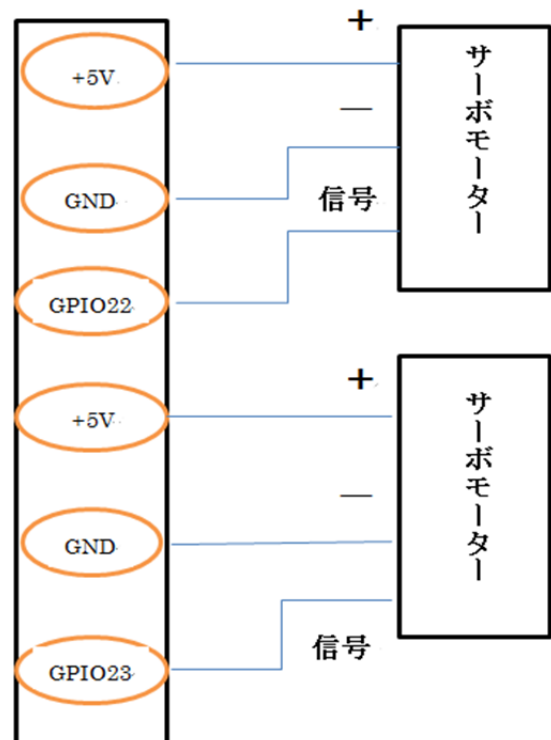 +5V
GND
GPIO22
+5V
GND
GPIO23
+
—
信号
サーボモーター
+
—
信号
サーボモーター